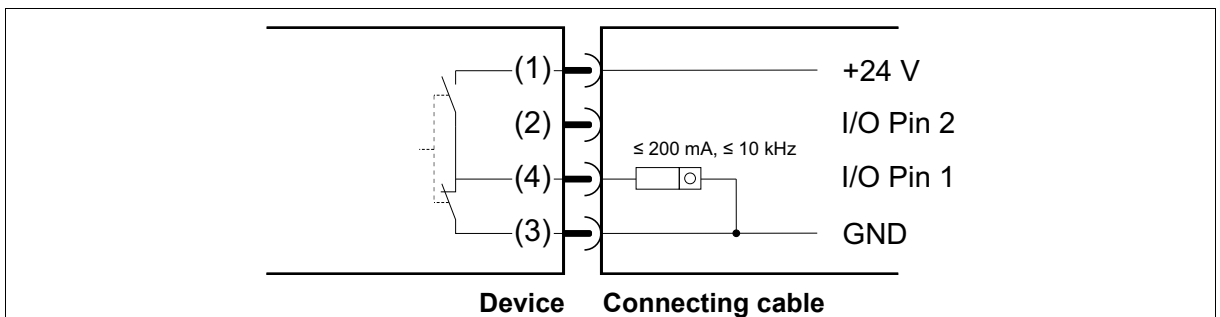 (1) +24 V
(2) I/O Pin 2
≤ 200 mA, ≤ 10 kHz
(4) I/O Pin 1
(3) GND
Device Connecting cable